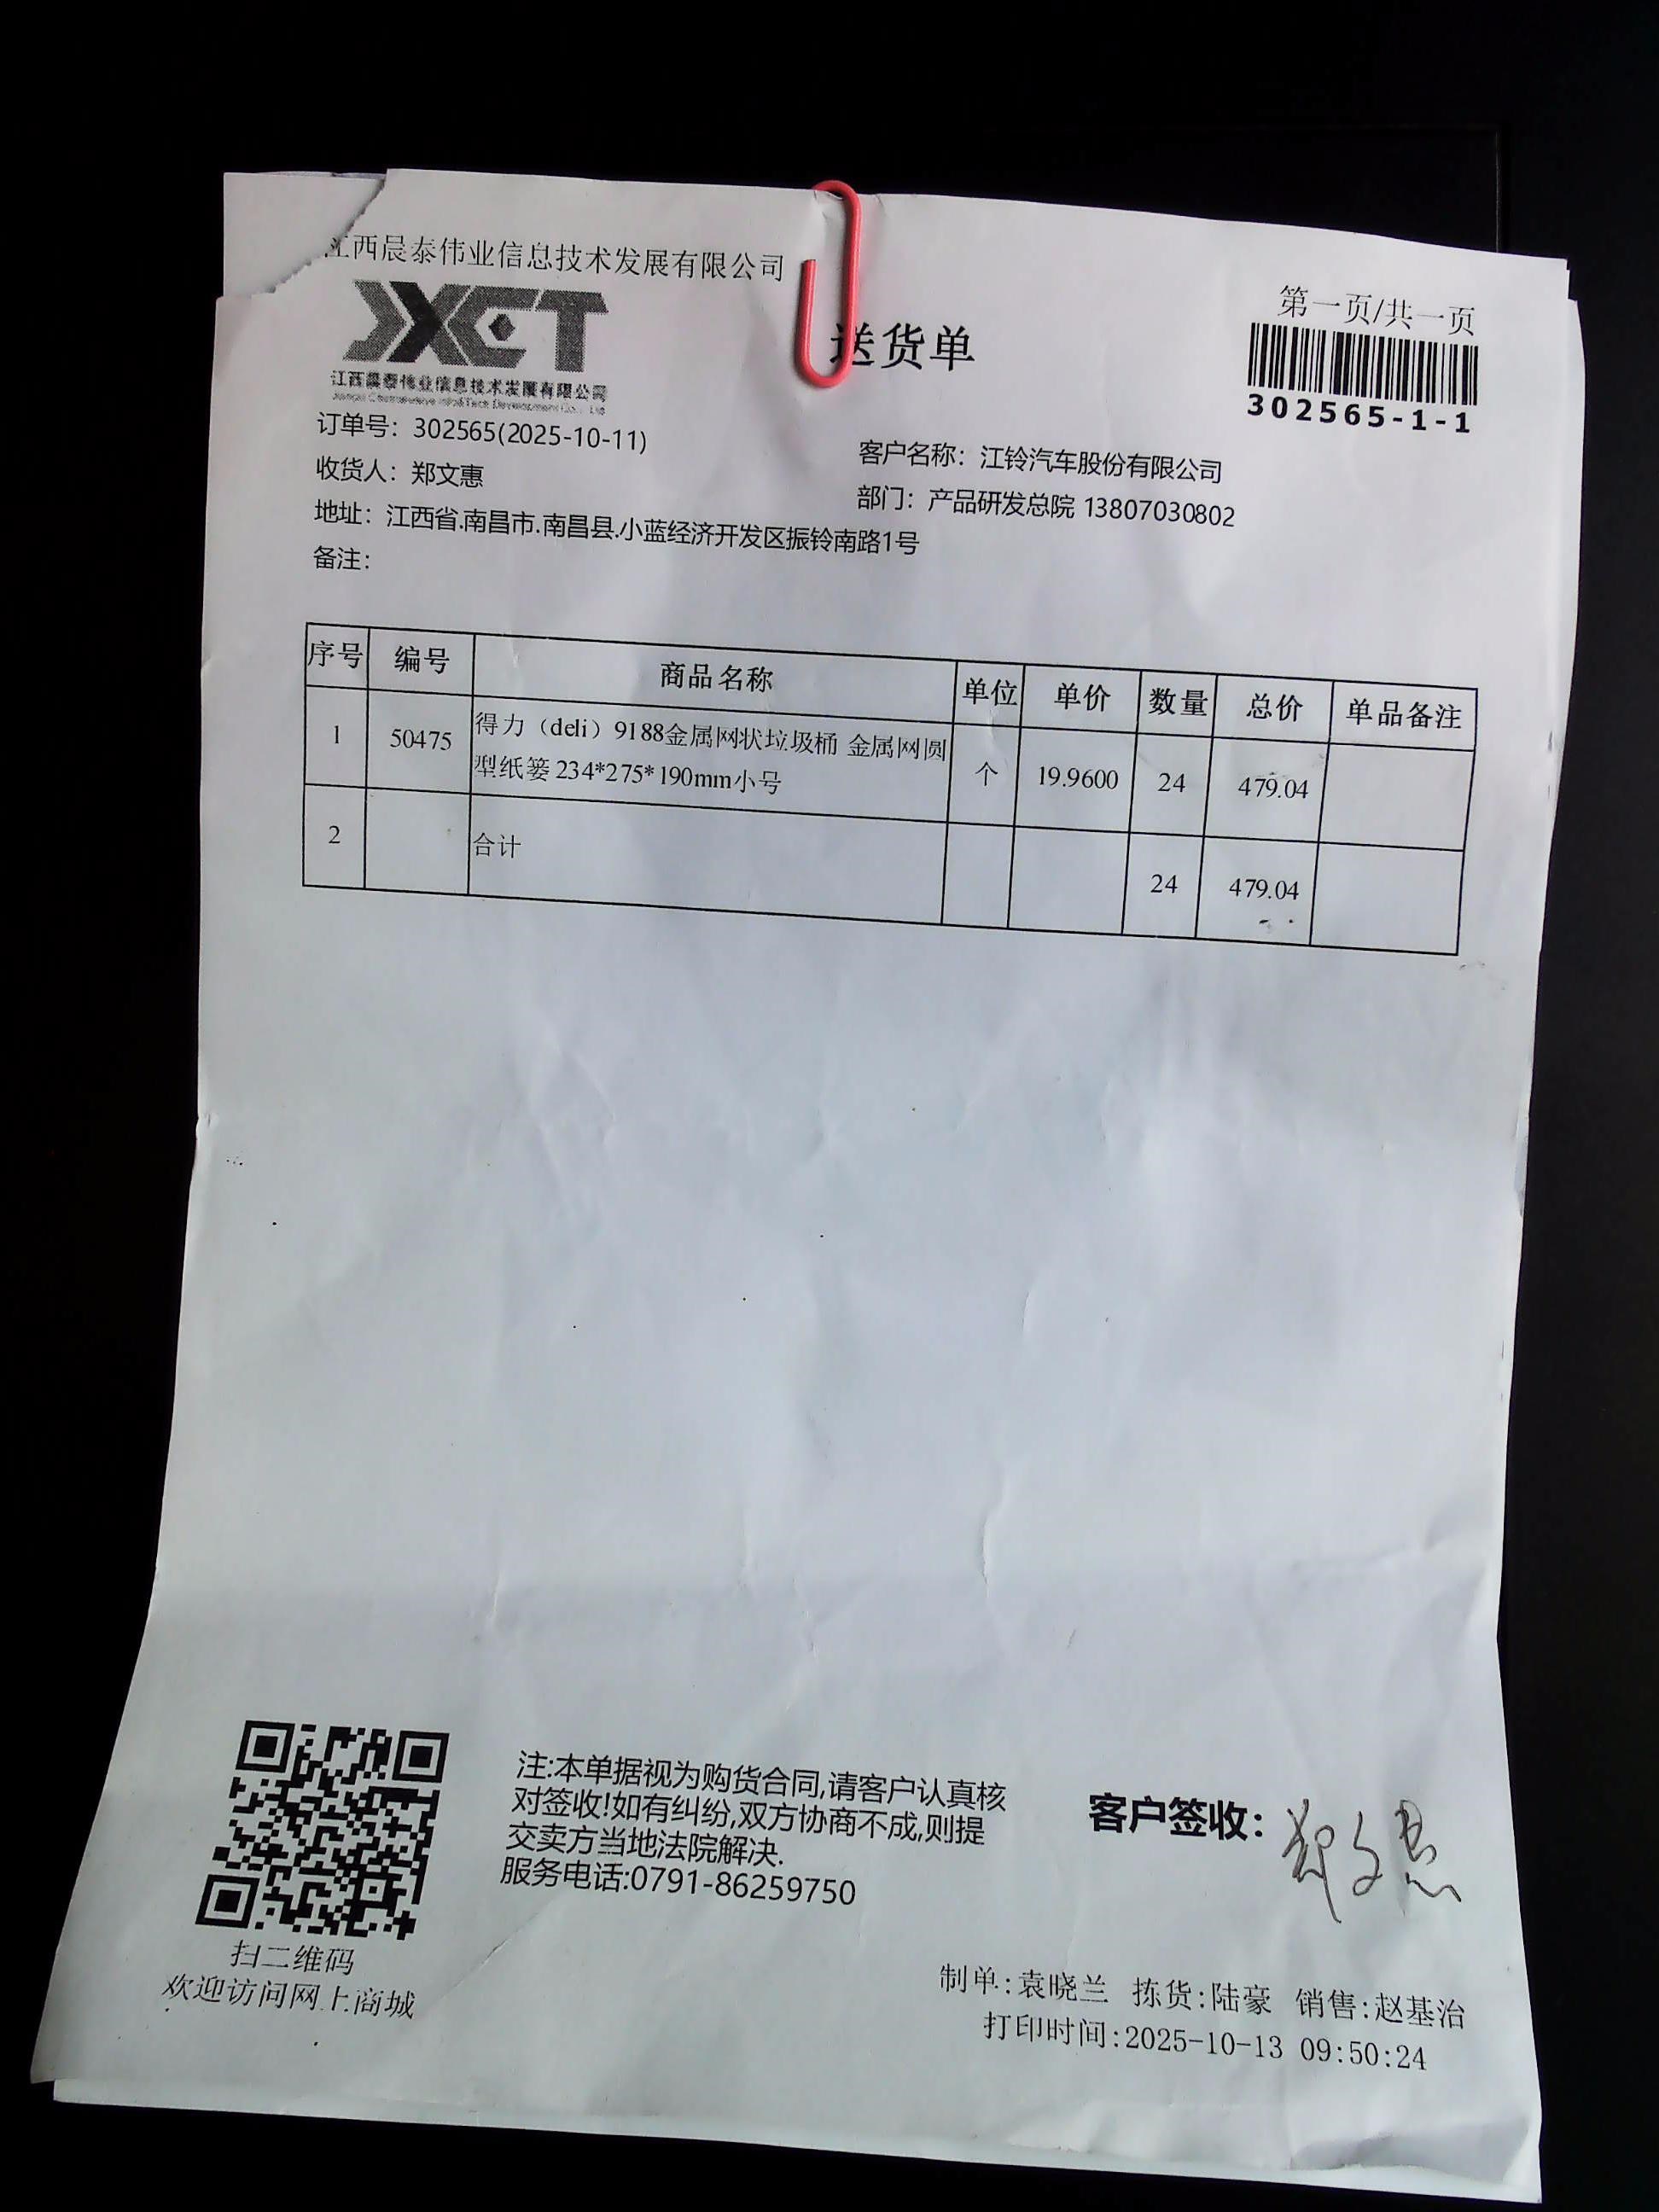 江西晨泰伟业信息技术发展有限公司
JXCT
江西晨泰伟业信息技术发展有限公司
送货单
第一页/共一页
302565-1-1
订单号：302565(2025-10-11)
客户名称：江铃汽车股份有限公司
收货人：郑文惠
部门：产品研发总院 13807030802
地址：江西省.南昌市.南昌县.小蓝经济开发区振铃南路1号
备注：
序号 编号 商品名称 单位 单价 数量 总价 单品备注
1 50475 得力（deli）9188金属网状垃圾桶 金属网圆 个 19.9600 24 479.04
型纸篓 234*275*190mm小号
2 合计 24 479.04
注:本单据视为购货合同,请客户认真核
对签收!如有纠纷,双方协商不成,则提
交卖方当地法院解决.
服务电话:0791-86259750
客户签收：郑文惠
扫二维码
欢迎访问网上商城
制单:袁晓兰 拣货:陆豪 销售:赵基治
打印时间:2025-10-13 09:50:24